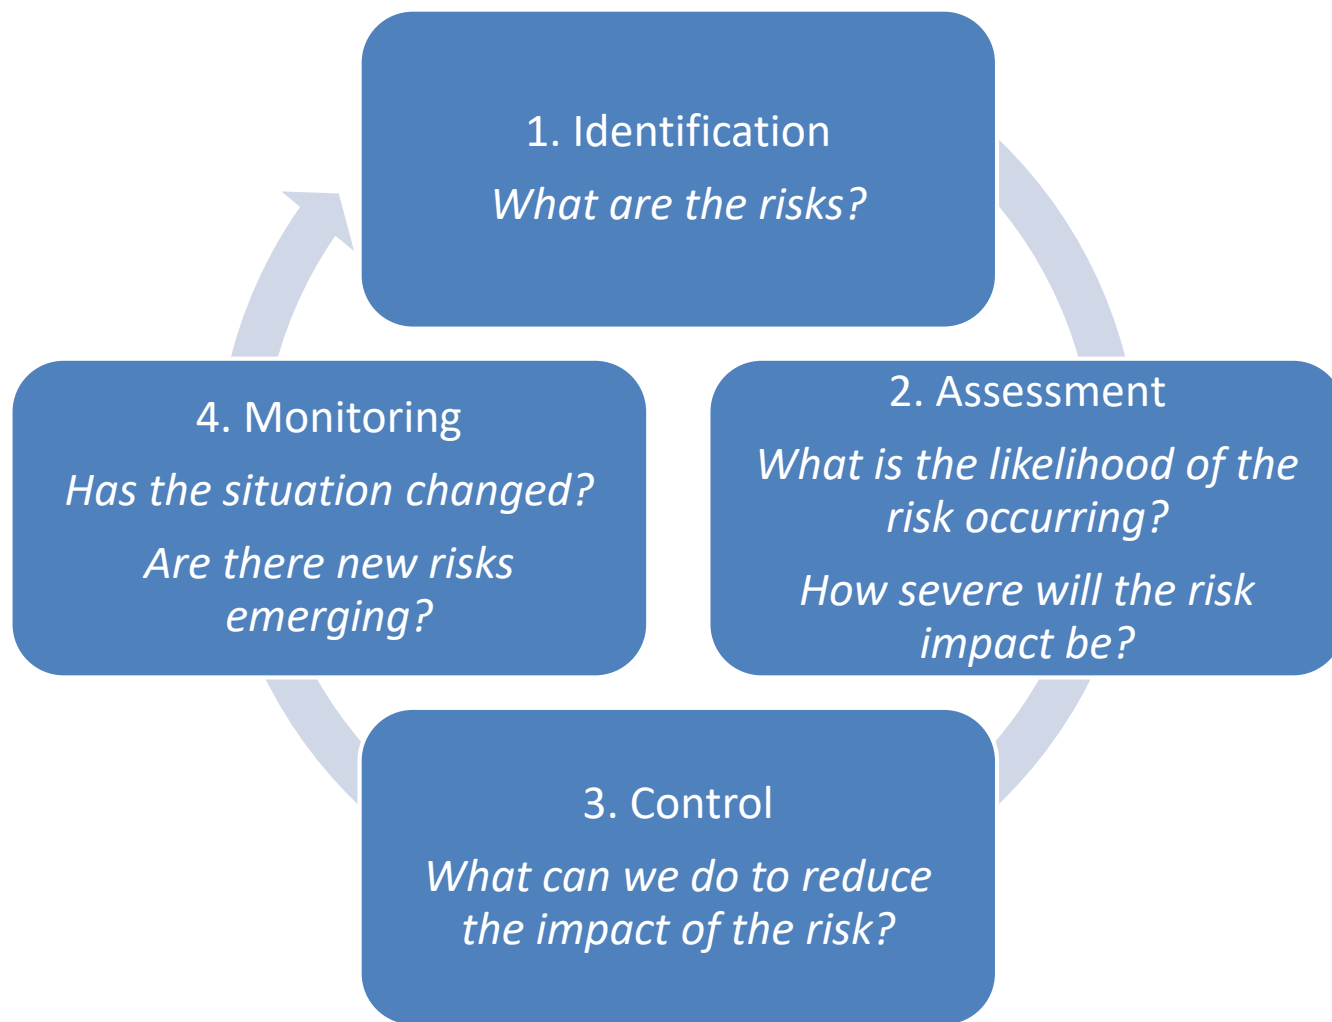 1. Identification
What are the risks?
2. Assessment
What is the likelihood of the
risk occurring?
How severe will the risk
impact be?
3. Control
What can we do to reduce
the impact of the risk?
4. Monitoring
Has the situation changed?
Are there new risks
emerging?